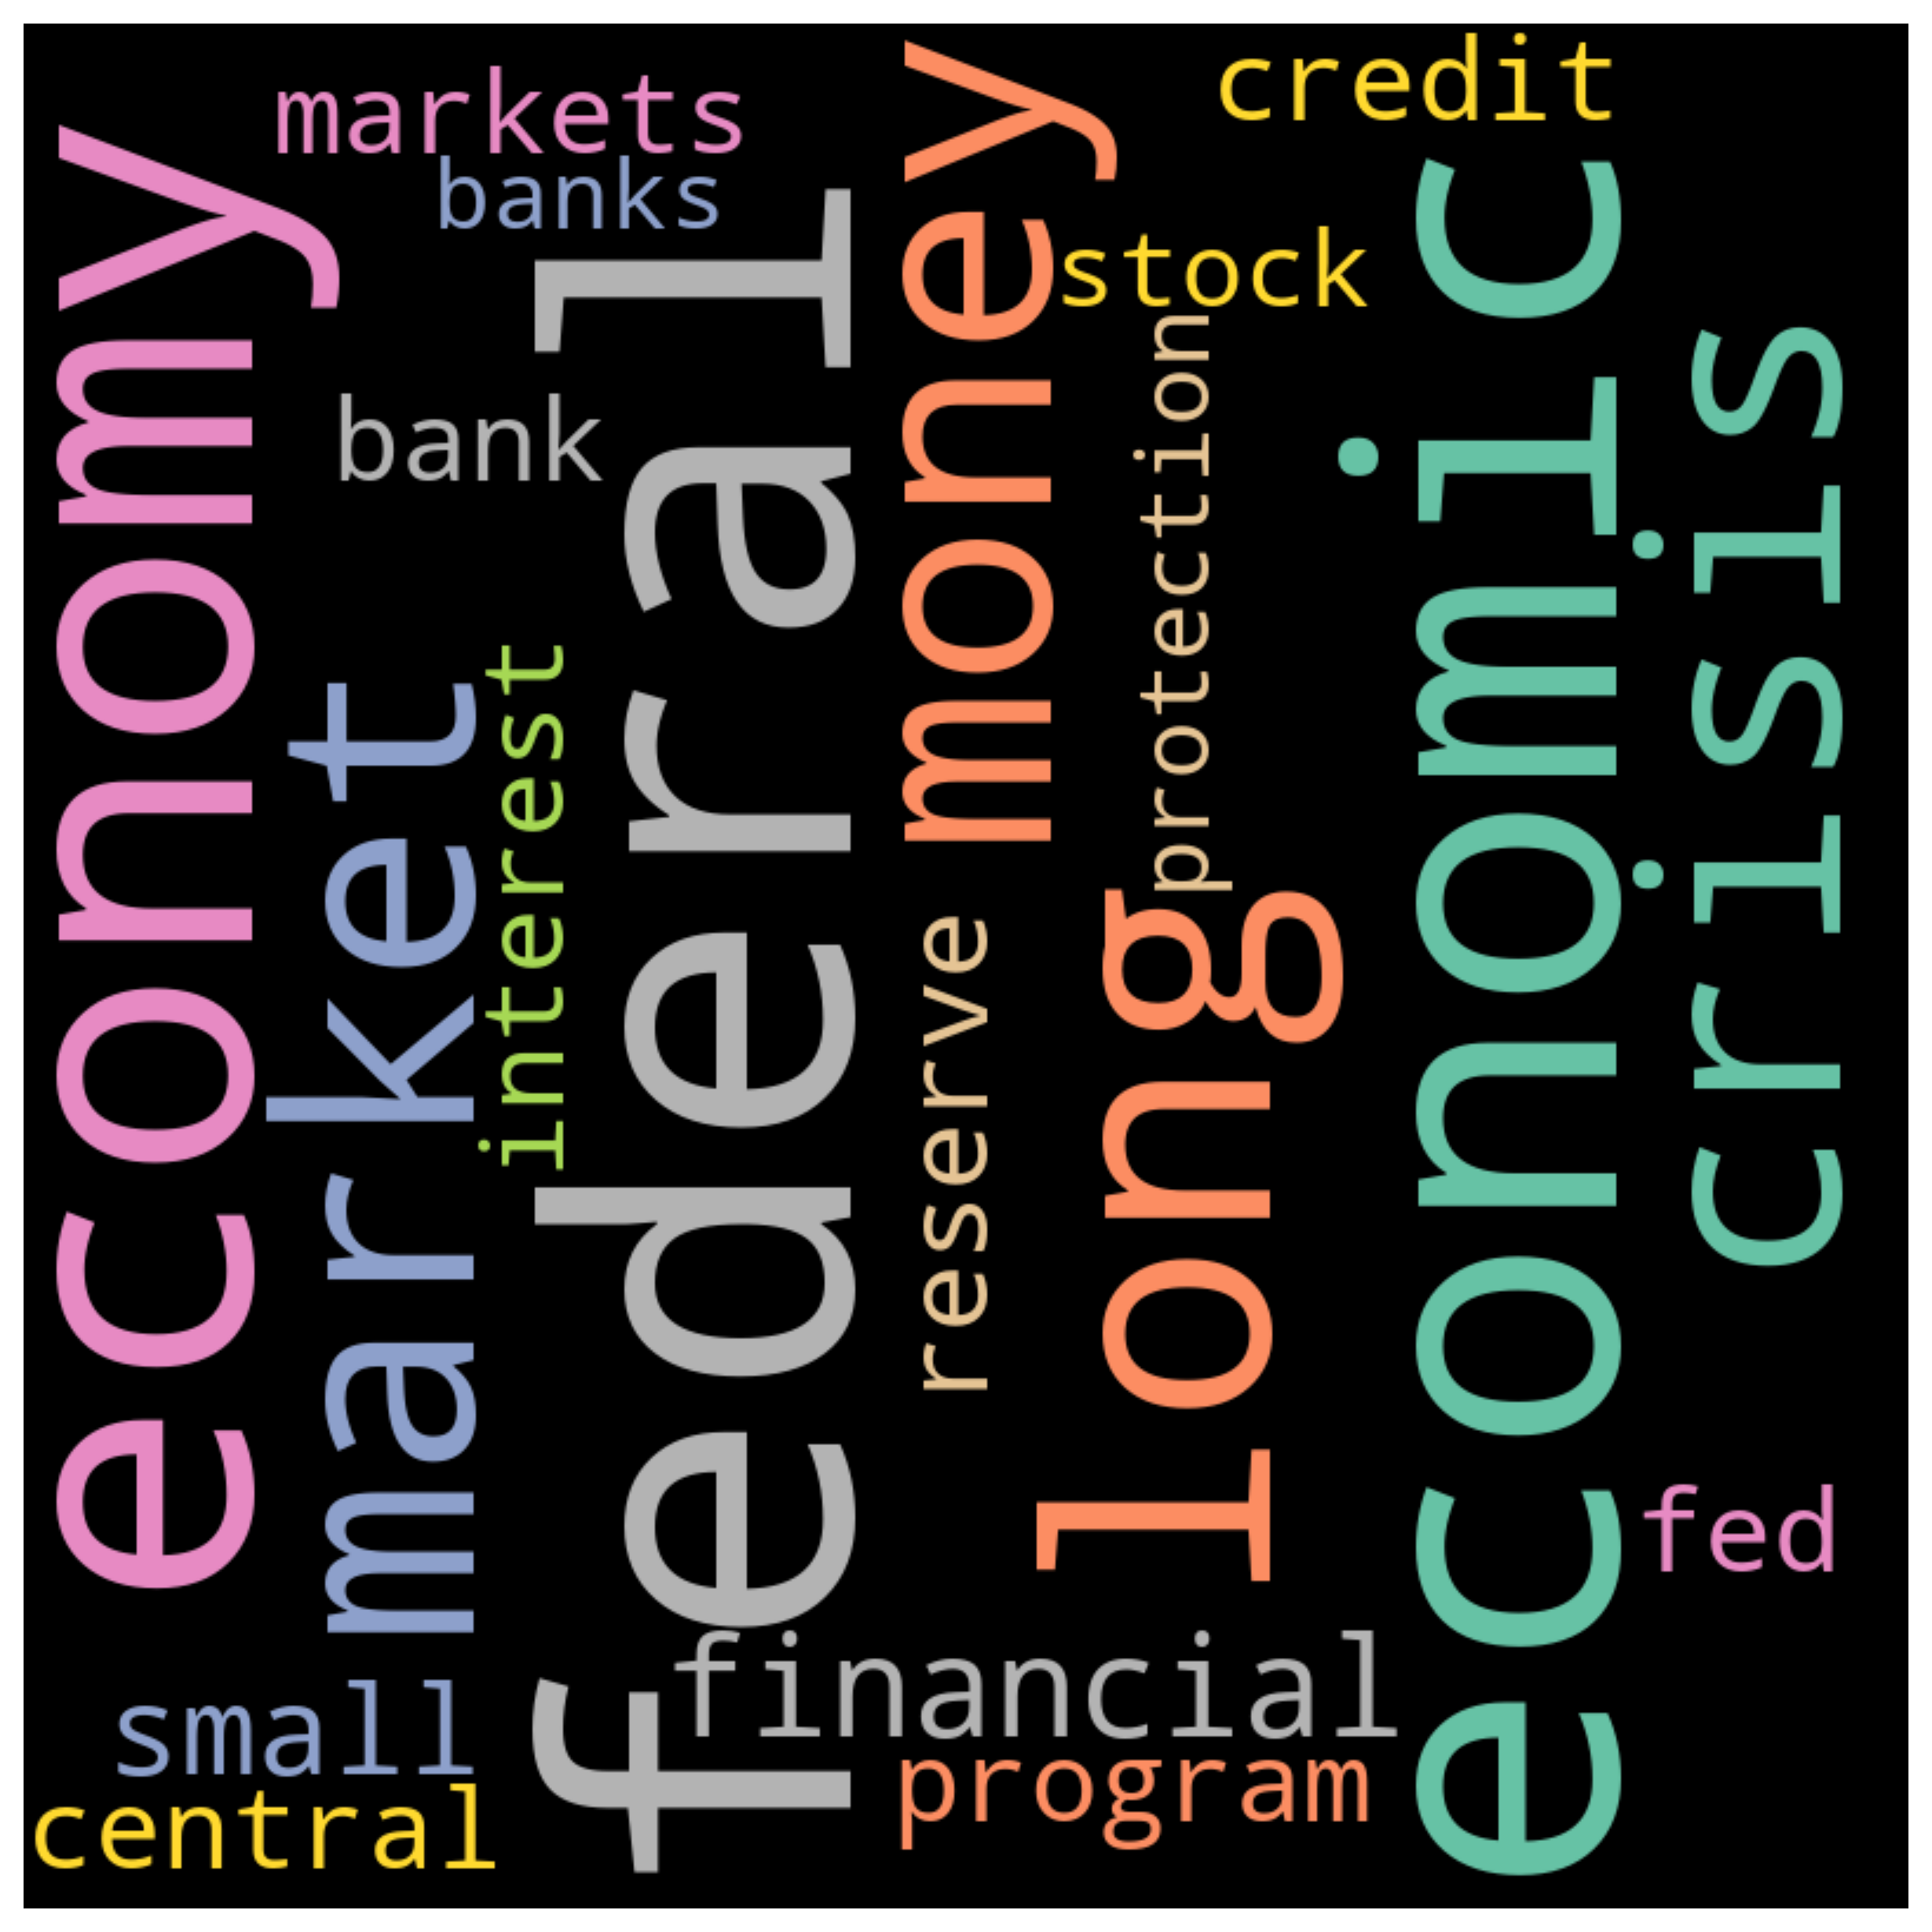 economy
markets
banks
bank
market
interest
federal
money
credit
stock
protection
reserve
long
economic
crisis
fed
financial
program
small
central